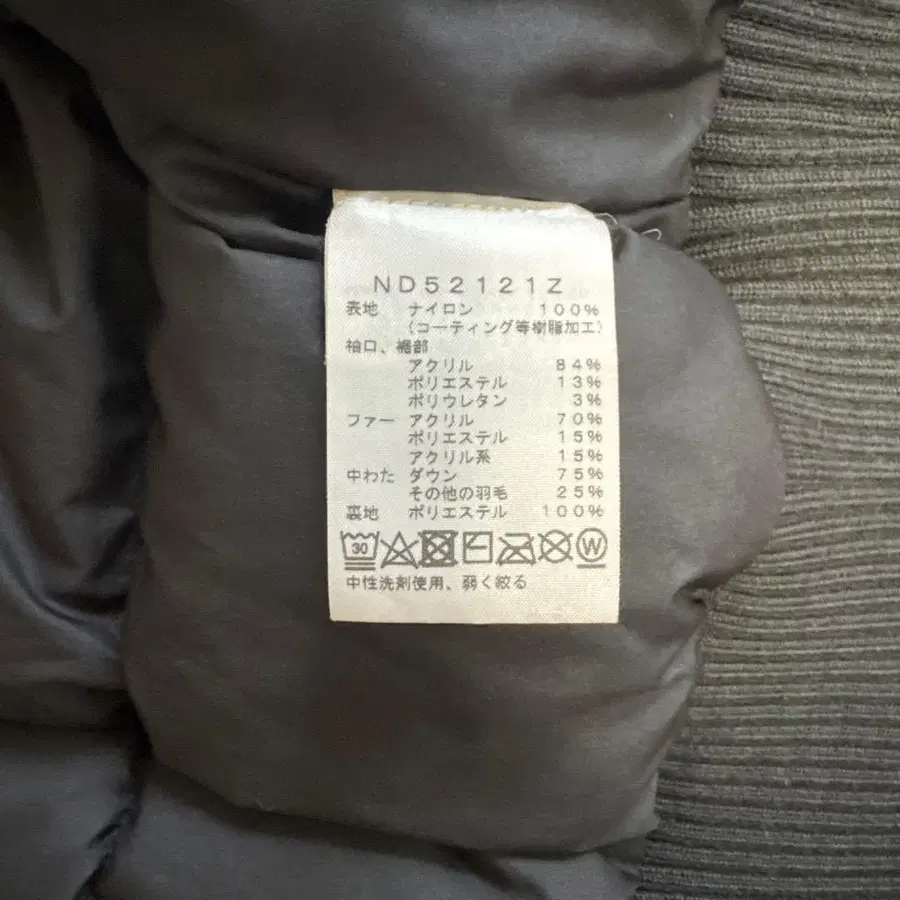 ND52121Z
表地 ナイロン 100%
(コーティング等樹脂加工)
袖口、裾部
アクリル 84%
ポリエステル 13%
ポリウレタン 3%
ファー アクリル 70%
ポリエステル 15%
アクリル系 15%
中わた ダウン 75%
その他の羽毛 25%
裏地 ポリエステル 100%
30 W
中性洗剤使用、弱く絞る